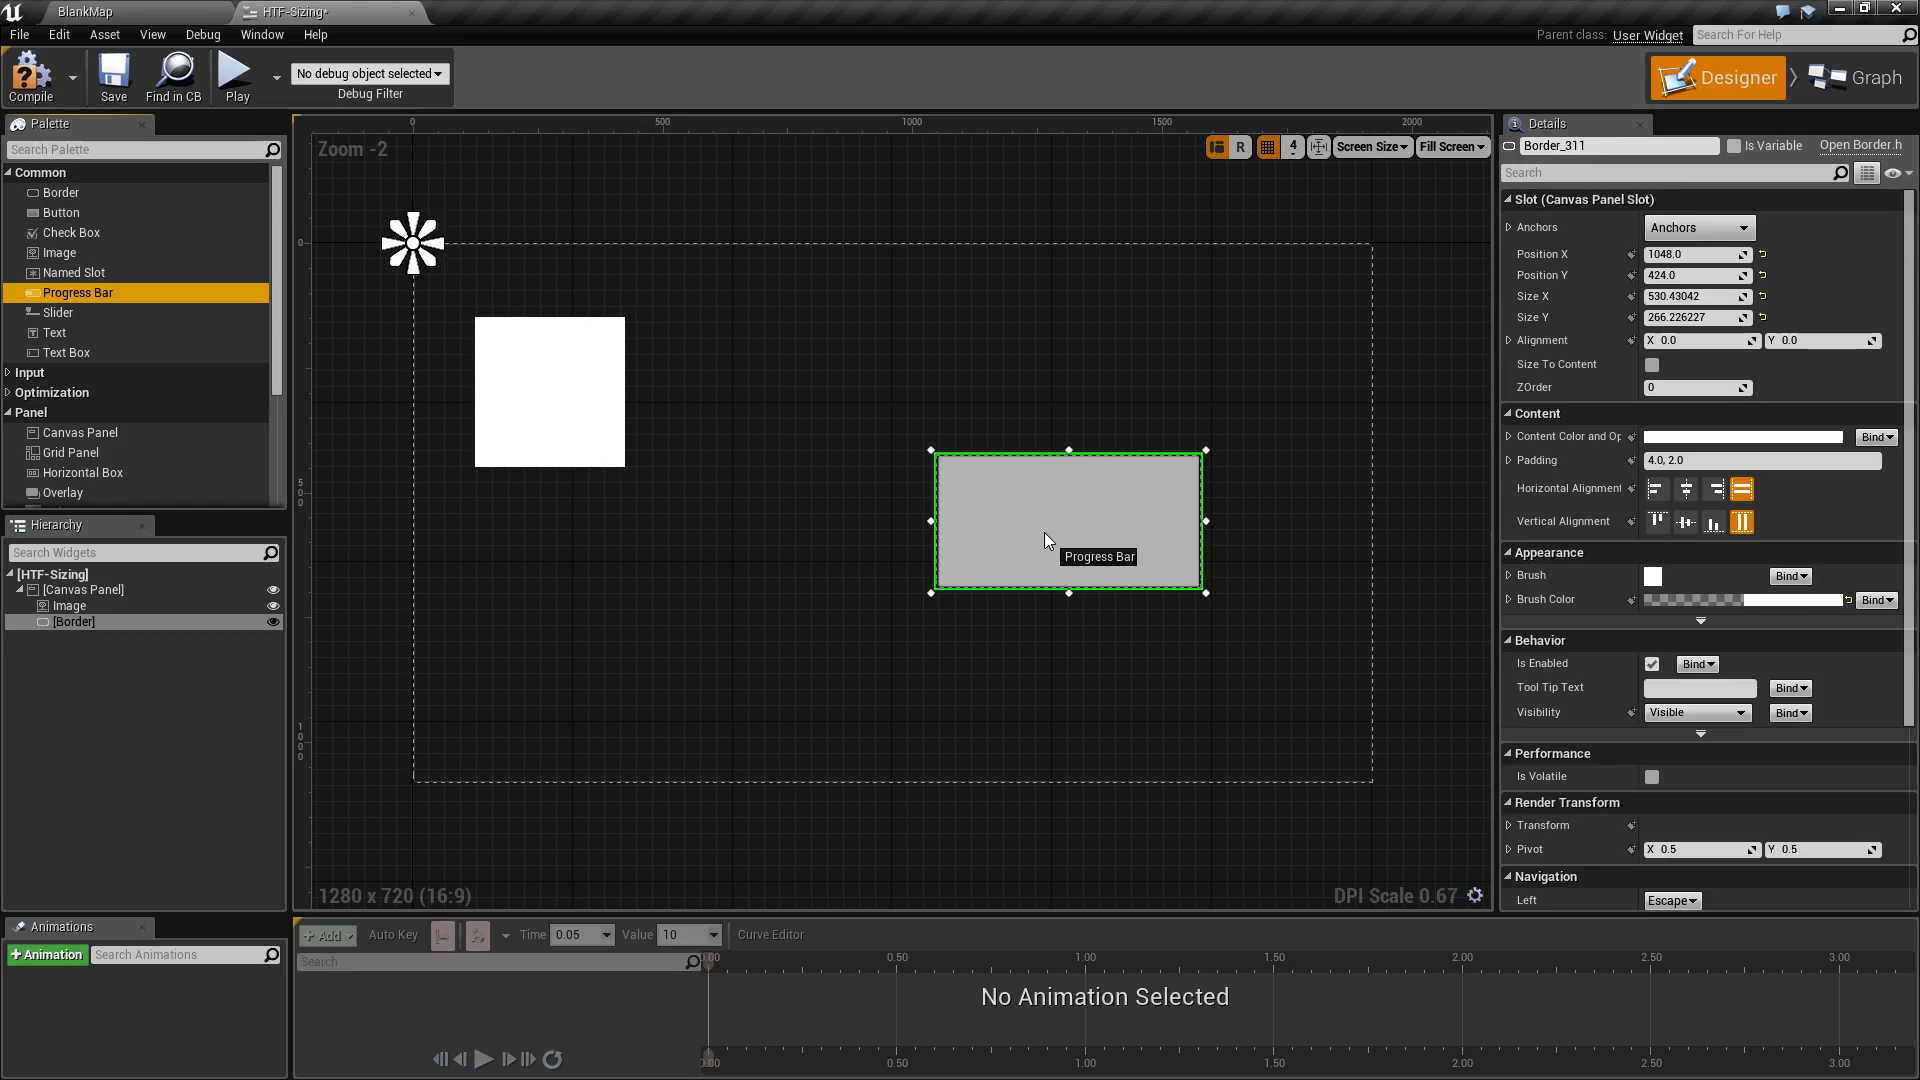 BlankMap
HTF-Sizing*
File Edit Asset View Debug Window Help
Parent class: User Widget
Search For Help
Compile
Save
Find in CB
Play
No debug object selected
Debug Filter
Designer
Graph
Palette
Search Palette
Common
Border
Button
Check Box
Image
Named Slot
Progress Bar
Slider
Text
Text Box
Input
Optimization
Panel
Canvas Panel
Grid Panel
Horizontal Box
Overlay
Hierarchy
Search Widgets
[HTF-Sizing]
[Canvas Panel]
Image
[Border]
Animations
+ Animation
Search Animations
0 500 1000 1500 2000
Zoom -2
R
4
Screen Size
Fill Screen
0
500
1000
Progress Bar
1280 x 720 (16:9)
DPI Scale 0.67
Details
Border_311
Is Variable
Open Border.h
Search
Slot (Canvas Panel Slot)
Anchors Anchors
Position X 1048.0
Position Y 424.0
Size X 530.43042
Size Y 266.226227
Alignment X 0.0 Y 0.0
Size To Content
ZOrder 0
Content
Content Color and Op Bind
Padding 4.0, 2.0
Horizontal Alignment
Vertical Alignment
Appearance
Brush Bind
Brush Color Bind
Behavior
Is Enabled Bind
Tool Tip Text Bind
Visibility Visible Bind
Performance
Is Volatile
Render Transform
Transform
Pivot X 0.5 Y 0.5
Navigation
Left Escape
+ Add Auto Key Time 0.05 Value 10 Curve Editor
Search
0.50 1.00 1.50 2.00 2.50 3.00
No Animation Selected
0.50 1.00 1.50 2.00 2.50 3.00